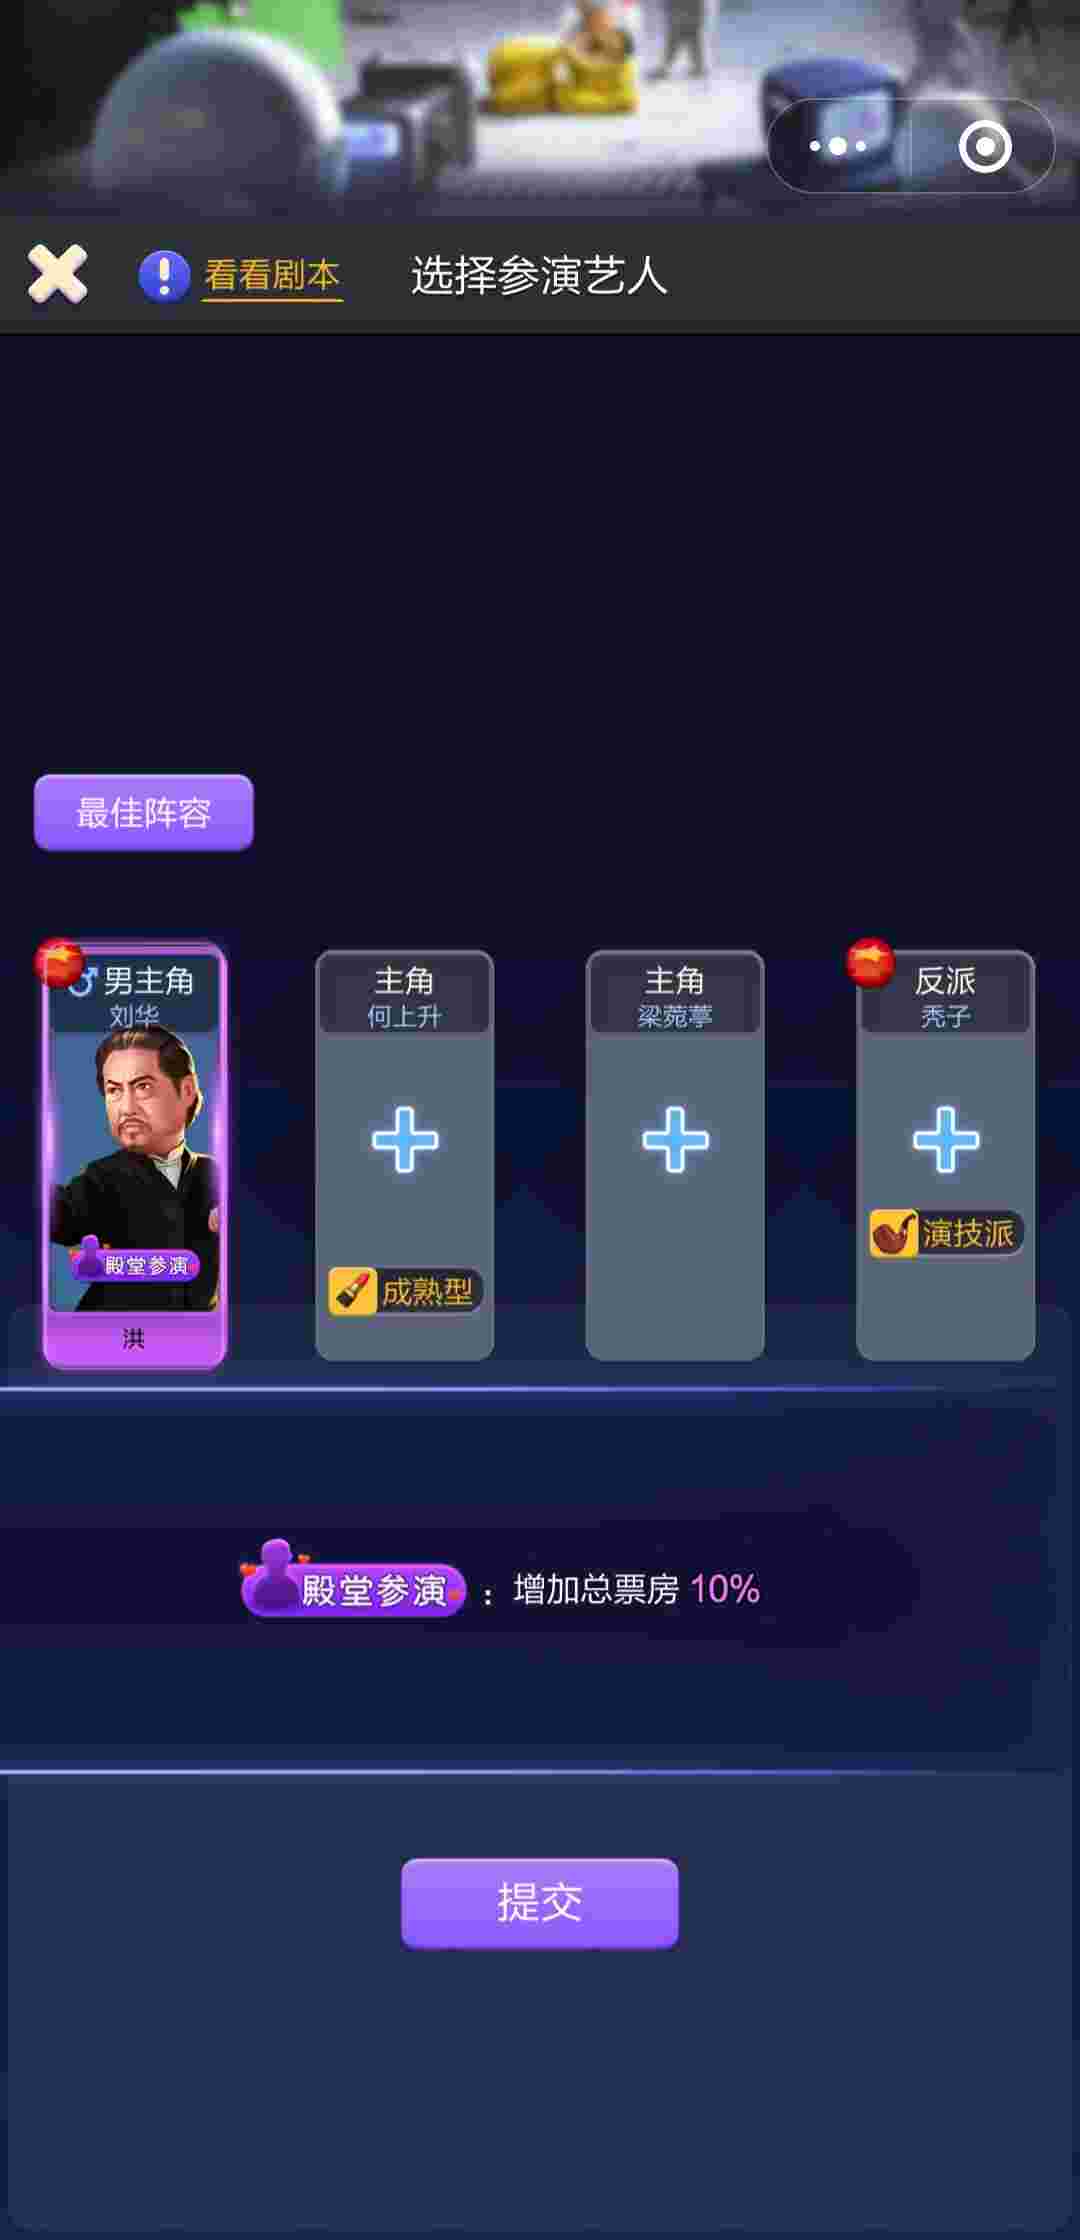 看看剧本
选择参演艺人
最佳阵容
男主角
刘华
殿堂参演
洪
主角
何上升
成熟型
主角
梁菀葶
反派
秃子
演技派
殿堂参演：增加总票房 10%
提交